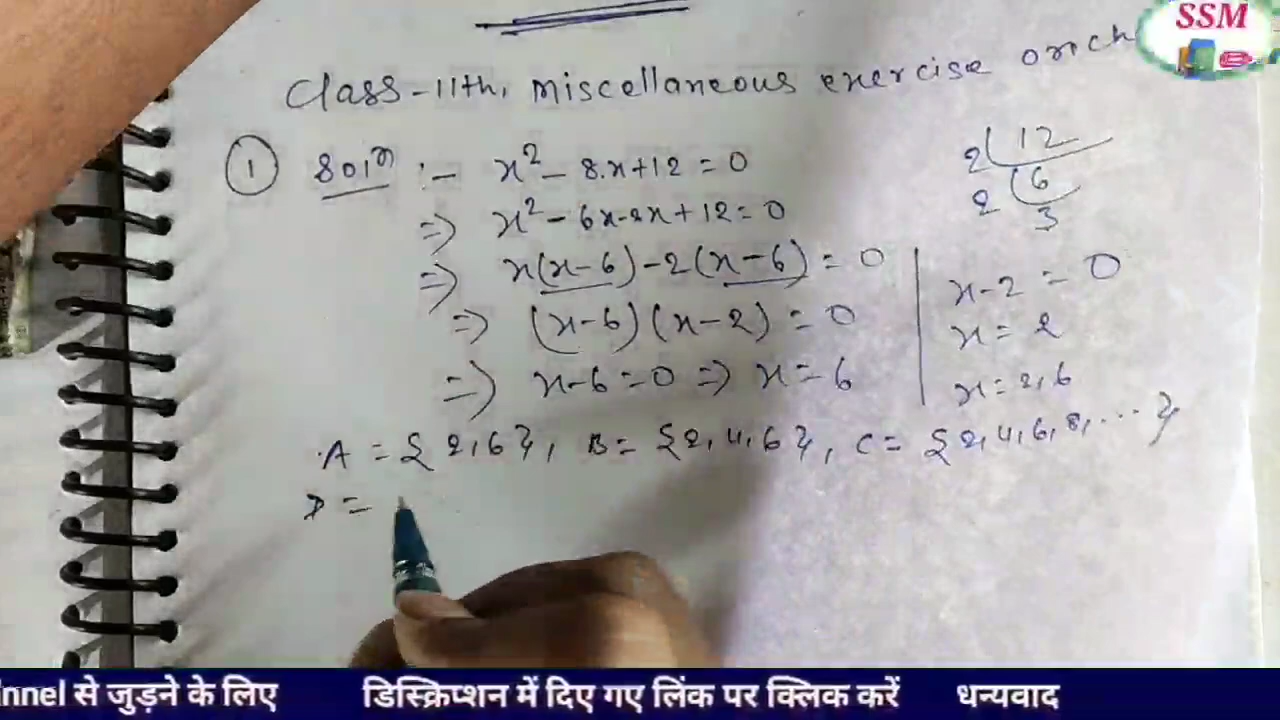 SSM
Class-11th, miscellaneous exercise on ch
① Solⁿ :- x² - 8x + 12 = 0
⇒ x² - 6x - 2x + 12 = 0
⇒ x(x-6) - 2(x-6) = 0
⇒ (x-6)(x-2) = 0
⇒ x-6 = 0 ⇒ x = 6
2 | 12
2 | 6
3
x-2 = 0
x = 2
x = 2,6
A = {2,6}, B = {2,4,6}, C = {2,4,6,8,...}
D =
nnel से जुड़ने के लिए डिस्क्रिप्शन में दिए गए लिंक पर क्लिक करें धन्यवाद